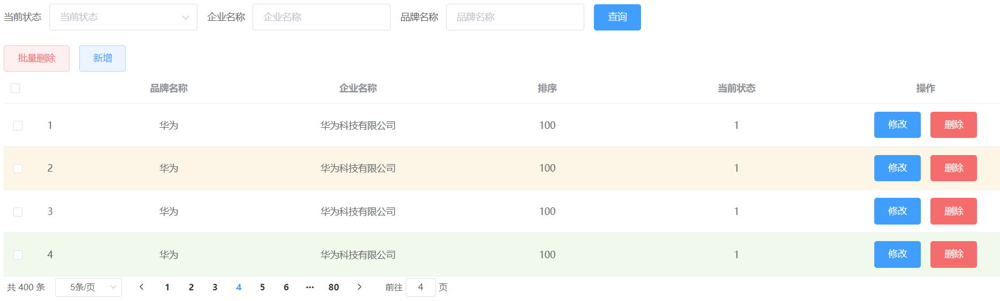 当前状态 当前状态 企业名称 企业名称 品牌名称 品牌名称 查询
批量删除 新增
品牌名称 企业名称 排序 当前状态 操作
1 华为 华为科技有限公司 100 1 修改 删除
2 华为 华为科技有限公司 100 1 修改 删除
3 华为 华为科技有限公司 100 1 修改 删除
4 华为 华为科技有限公司 100 1 修改 删除
共 400 条 5条/页 1 2 3 4 5 6 ··· 80 前往 4 页